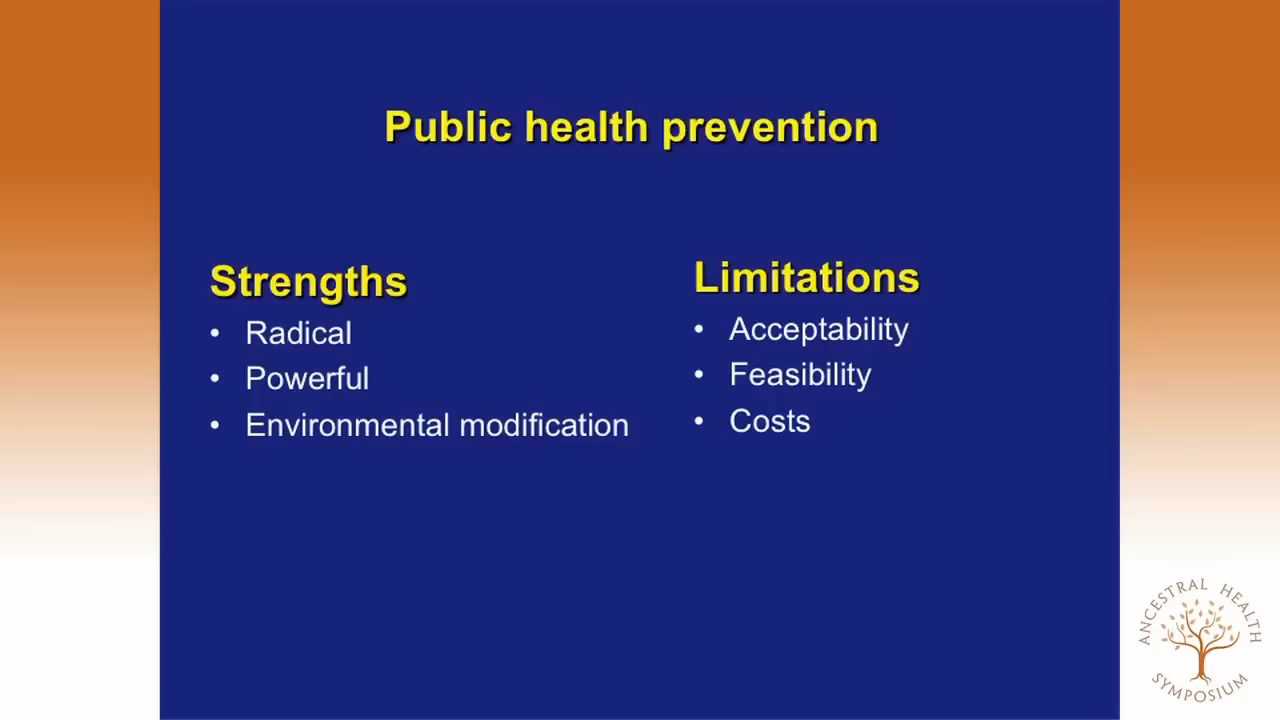 Public health prevention
Strengths
• Radical
• Powerful
• Environmental modification
Limitations
• Acceptability
• Feasibility
• Costs
ANCESTRAL HEALTH
SYMPOSIUM